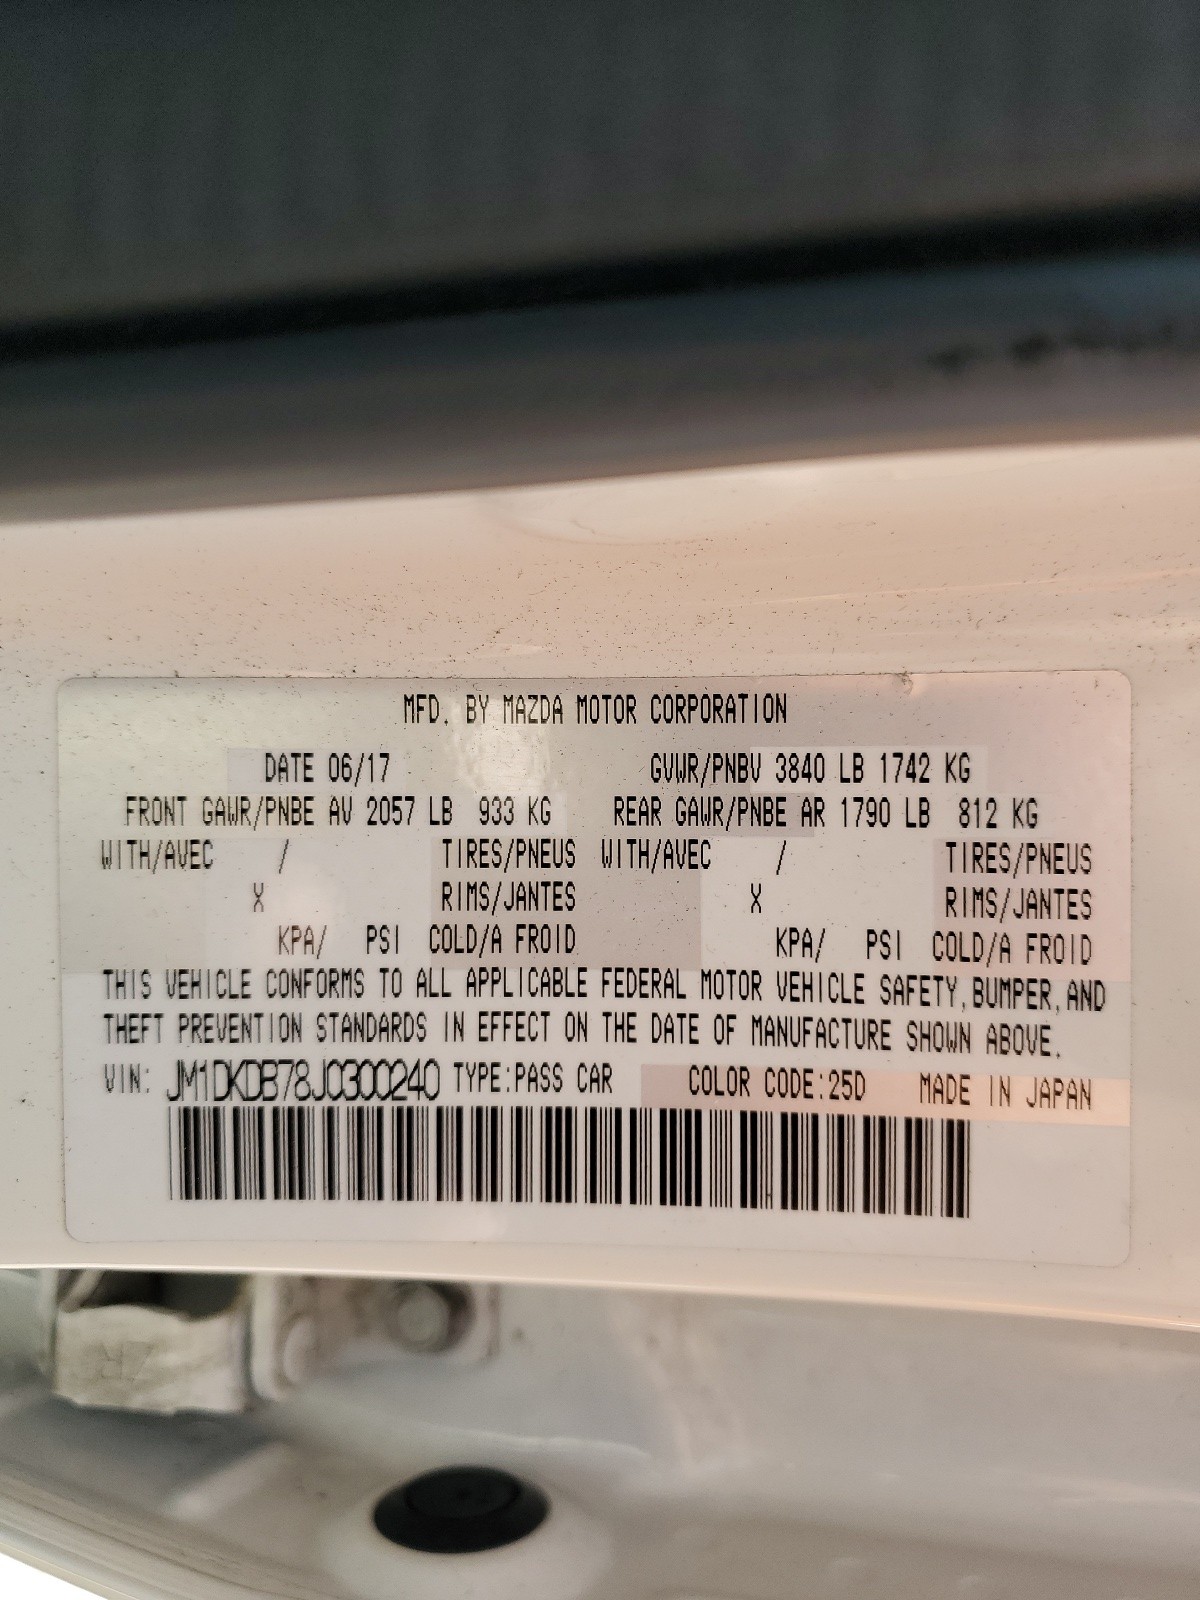 MFD. BY MAZDA MOTOR CORPORATION
DATE 06/17 GVWR/PNBV 3840 LB 1742 KG
FRONT GAWR/PNBE AV 2057 LB 933 KG REAR GAWR/PNBE AR 1790 LB 812 KG
WITH/AVEC / TIRES/PNEUS WITH/AVEC / TIRES/PNEUS
X RIMS/JANTES X RIMS/JANTES
KPA/ PSI COLD/A FROID KPA/ PSI COLD/A FROID
THIS VEHICLE CONFORMS TO ALL APPLICABLE FEDERAL MOTOR VEHICLE SAFETY, BUMPER, AND
THEFT PREVENTION STANDARDS IN EFFECT ON THE DATE OF MANUFACTURE SHOWN ABOVE.
VIN: JM1DKDB78J0300240 TYPE:PASS CAR COLOR CODE:25D MADE IN JAPAN